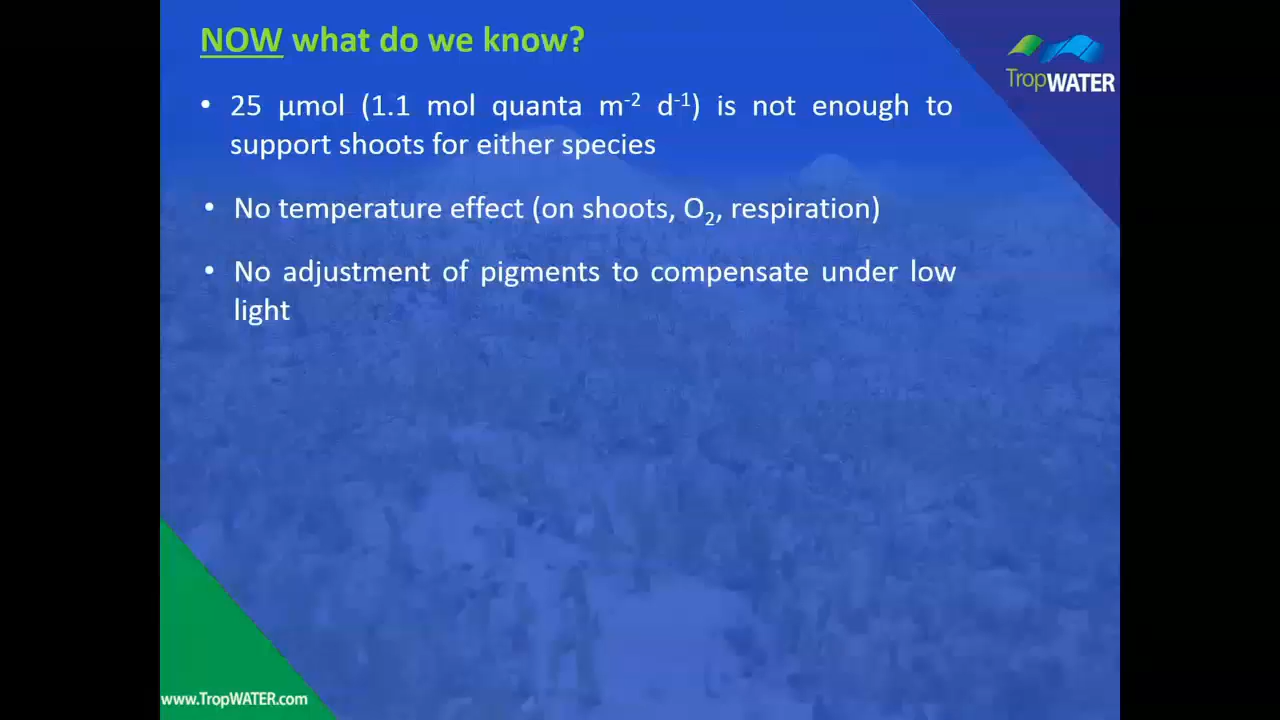 NOW what do we know?
TropWATER
• 25 µmol (1.1 mol quanta m⁻² d⁻¹) is not enough to
support shoots for either species
• No temperature effect (on shoots, O₂, respiration)
• No adjustment of pigments to compensate under low
light
www.TropWATER.com